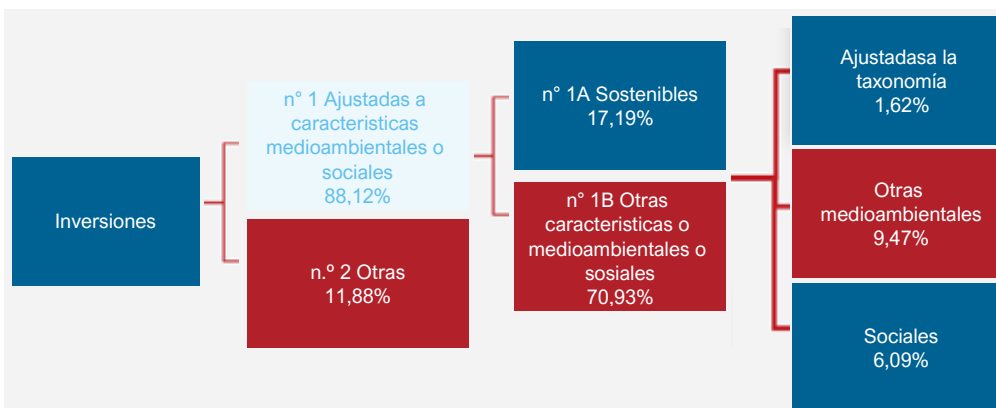 Inversiones
n° 1 Ajustadas a
caracteristicas
medioambientales o
sociales
88,12%
n.º 2 Otras
11,88%
n° 1A Sostenibles
17,19%
n° 1B Otras
caracteristicas o
medioambientales o
sosiales
70,93%
Ajustadasa la
taxonomía
1,62%
Otras
medioambientales
9,47%
Sociales
6,09%